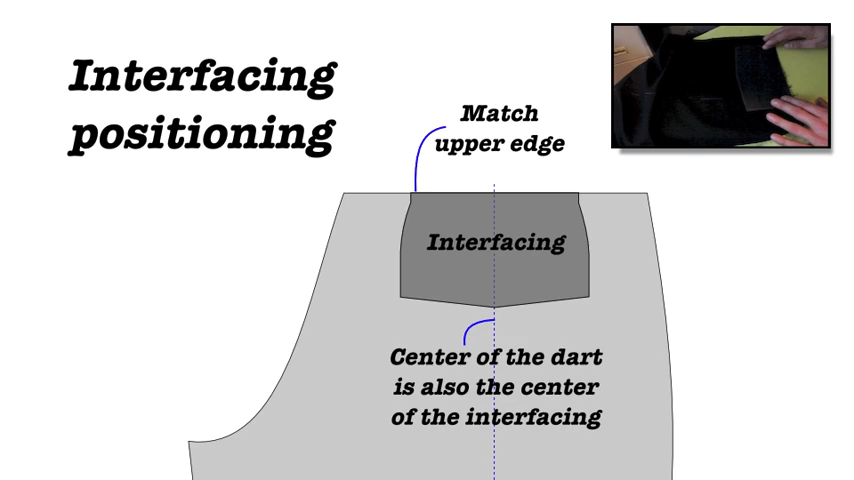 Interfacing
positioning
Match
upper edge
Interfacing
Center of the dart
is also the center
of the interfacing